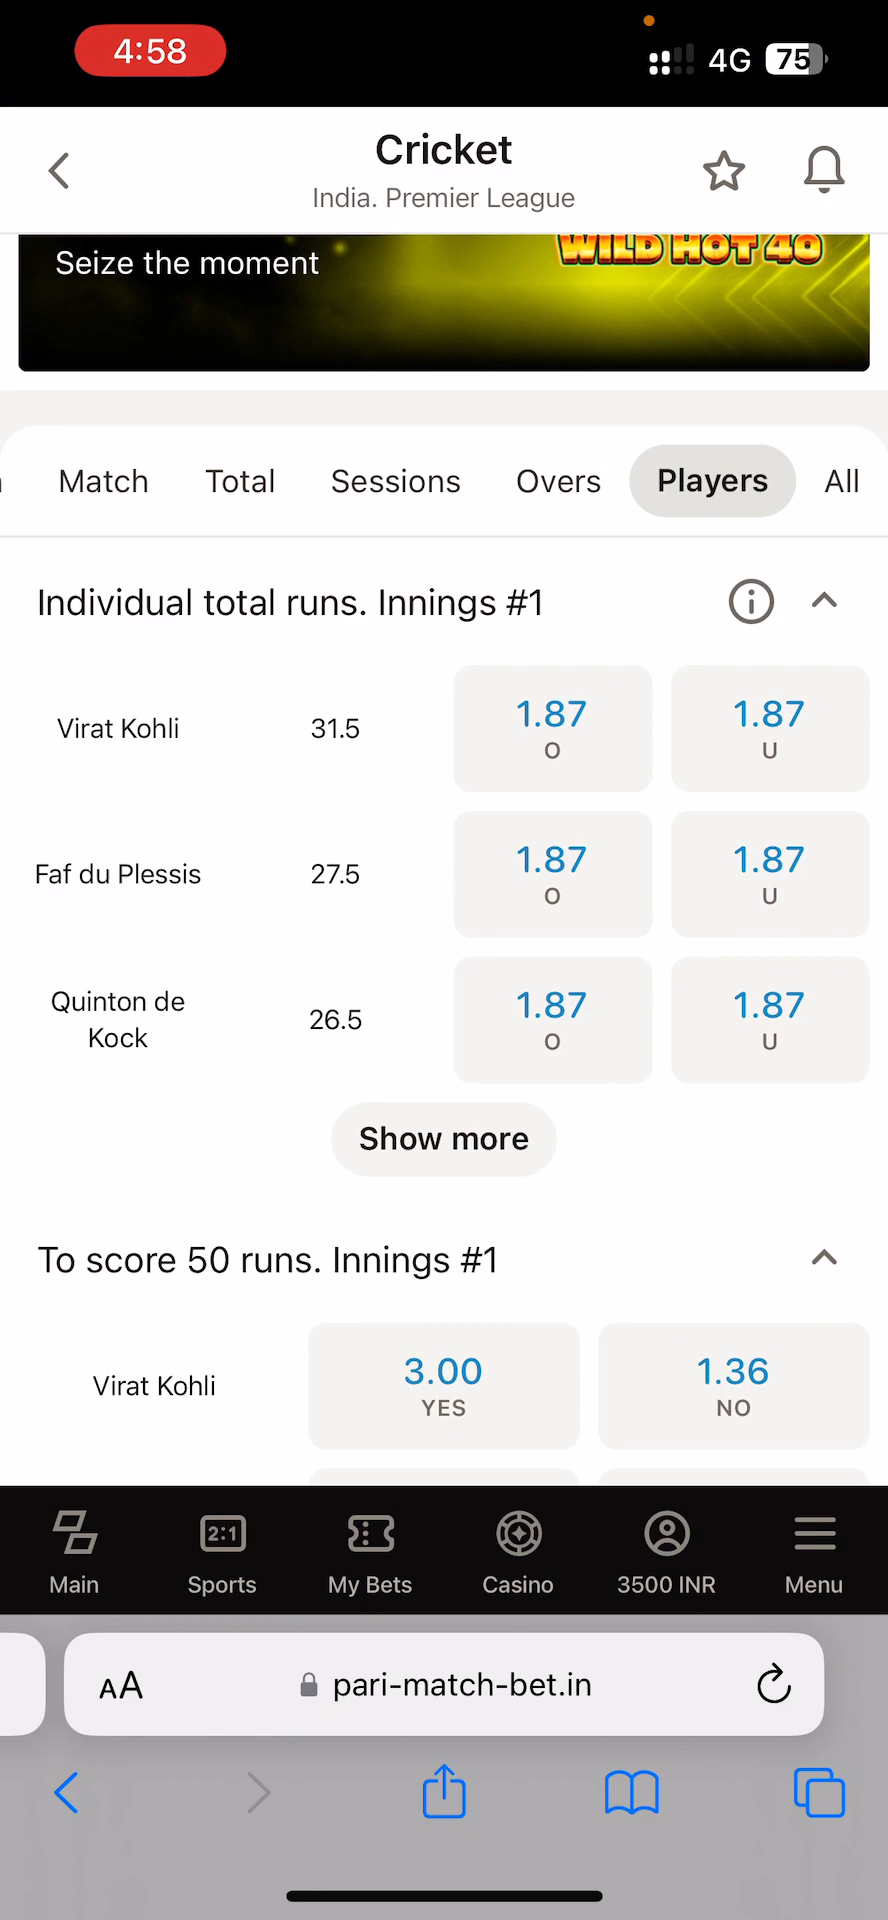 4:58
4G
75
Cricket
India. Premier League
Seize the moment
WILD HOT 40
Match Total Sessions Overs Players All
Individual total runs. Innings #1
Virat Kohli 31.5 1.87 1.87
O U
Faf du Plessis 27.5 1.87 1.87
O U
Quinton de
Kock
26.5 1.87 1.87
O U
Show more
To score 50 runs. Innings #1
Virat Kohli 3.00 1.36
YES NO
2:1
Main Sports My Bets Casino 3500 INR Menu
AA pari-match-bet.in